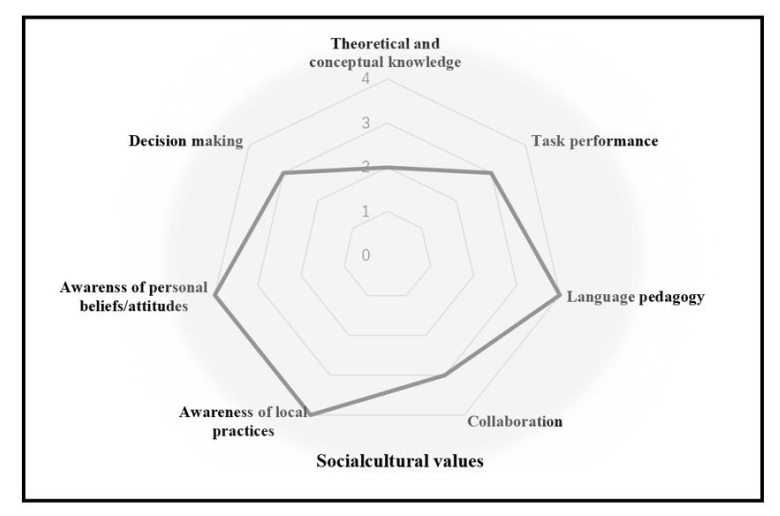 Theoretical and
conceptual knowledge
4
3
2
1
0
Decision making
Task performance
Awarenss of personal
beliefs/attitudes
Language pedagogy
Awareness of local
practices
Collaboration
Socialcultural values